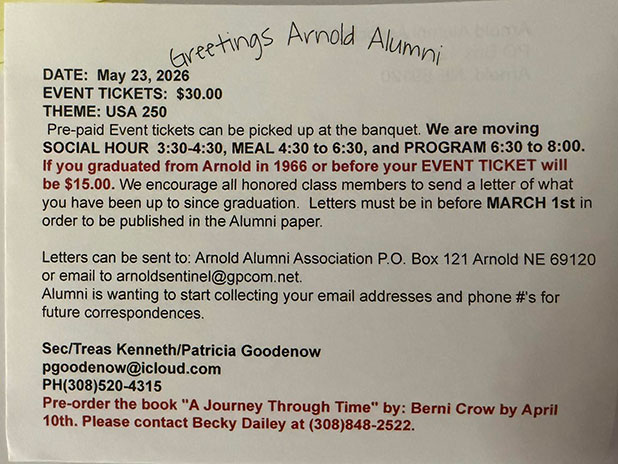 Greetings Arnold Alumni
DATE: May 23, 2026
EVENT TICKETS: $30.00
THEME: USA 250
Pre-paid Event tickets can be picked up at the banquet. We are moving
SOCIAL HOUR 3:30-4:30, MEAL 4:30 to 6:30, and PROGRAM 6:30 to 8:00.
If you graduated from Arnold in 1966 or before your EVENT TICKET will
be $15.00. We encourage all honored class members to send a letter of what
you have been up to since graduation. Letters must be in before MARCH 1st in
order to be published in the Alumni paper.
Letters can be sent to: Arnold Alumni Association P.O. Box 121 Arnold NE 69120
or email to arnoldsentinel@gpcom.net.
Alumni is wanting to start collecting your email addresses and phone #'s for
future correspondences.
Sec/Treas Kenneth/Patricia Goodenow
pgoodenow@icloud.com
PH(308)520-4315
Pre-order the book "A Journey Through Time" by: Berni Crow by April
10th. Please contact Becky Dailey at (308)848-2522.